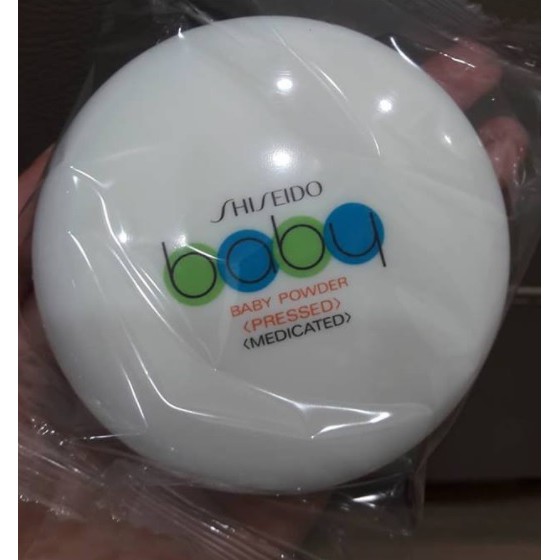 SHISEIDO
baby
BABY POWDER
<PRESSED>
<MEDICATED>